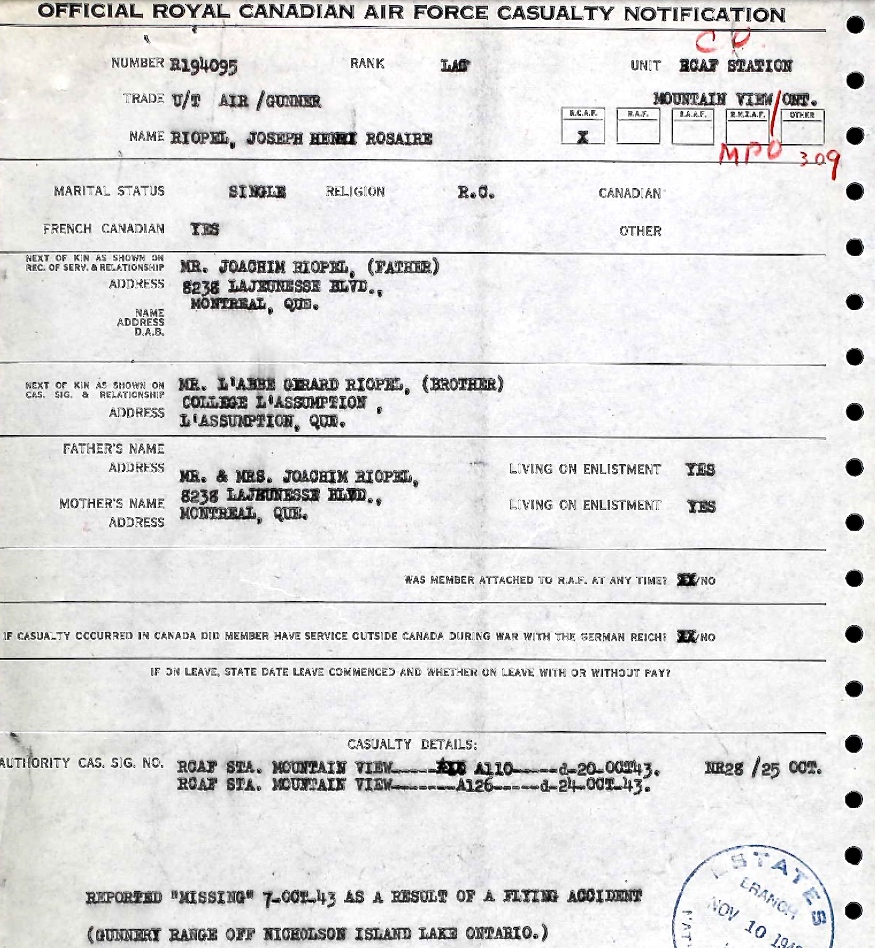 OFFICIAL ROYAL CANADIAN AIR FORCE CASUALTY NOTIFICATION
C D.
NUMBER R194095 RANK LAC UNIT RCAF STATION
TRADE U/T AIR/GUNNER MOUNTAIN VIEW/ONT.
R.C.A.F. R.A.F. R.A.A.F. R.N.Z.A.F. OTHER
NAME RIOPEL, JOSEPH HENRI ROSAIRE X
MPO 309
MARITAL STATUS SINGLE RELIGION R.C. CANADIAN
FRENCH CANADIAN YES OTHER
NEXT OF KIN AS SHOWN ON
REC. OF SERV. & RELATIONSHIP MR. JOACHIM RIOPEL, (FATHER)
ADDRESS 8238 LAJEUNESSE BLVD.,
MONTREAL, QUE.
NAME
ADDRESS
D.A.B.
NEXT OF KIN AS SHOWN ON
CAS. SIG. & RELATIONSHIP MR. L'ABBE GERARD RIOPEL, (BROTHER)
COLLEGE L'ASSUMPTION ,
ADDRESS L'ASSUMPTION, QUE.
FATHER'S NAME
ADDRESS MR. & MRS. JOACHIM RIOPEL, LIVING ON ENLISTMENT YES
8238 LAJEUNESSE BLVD.,
MOTHER'S NAME MONTREAL, QUE. LIVING ON ENLISTMENT YES
ADDRESS
WAS MEMBER ATTACHED TO R.A.F. AT ANY TIME? XX/NO
IF CASUALTY OCCURRED IN CANADA DID MEMBER HAVE SERVICE OUTSIDE CANADA DURING WAR WITH THE GERMAN REICH? XX/NO
IF ON LEAVE, STATE DATE LEAVE COMMENCED AND WHETHER ON LEAVE WITH OR WITHOUT PAY?
CASUALTY DETAILS:
AUTHORITY CAS. SIG. NO. RCAF STA. MOUNTAIN VIEW----- A110-----d-20-OCT43. NR28 /25 OCT.
RCAF STA. MOUNTAIN VIEW-------A126------d-24-OCT-43.
ESTATES
BRANCH
NOV 10 194
REPORTED "MISSING" 7-OCT-43 AS A RESULT OF A FLYING ACCIDENT
(GUNNERY RANGE OFF NICHOLSON ISLAND LAKE ONTARIO.)